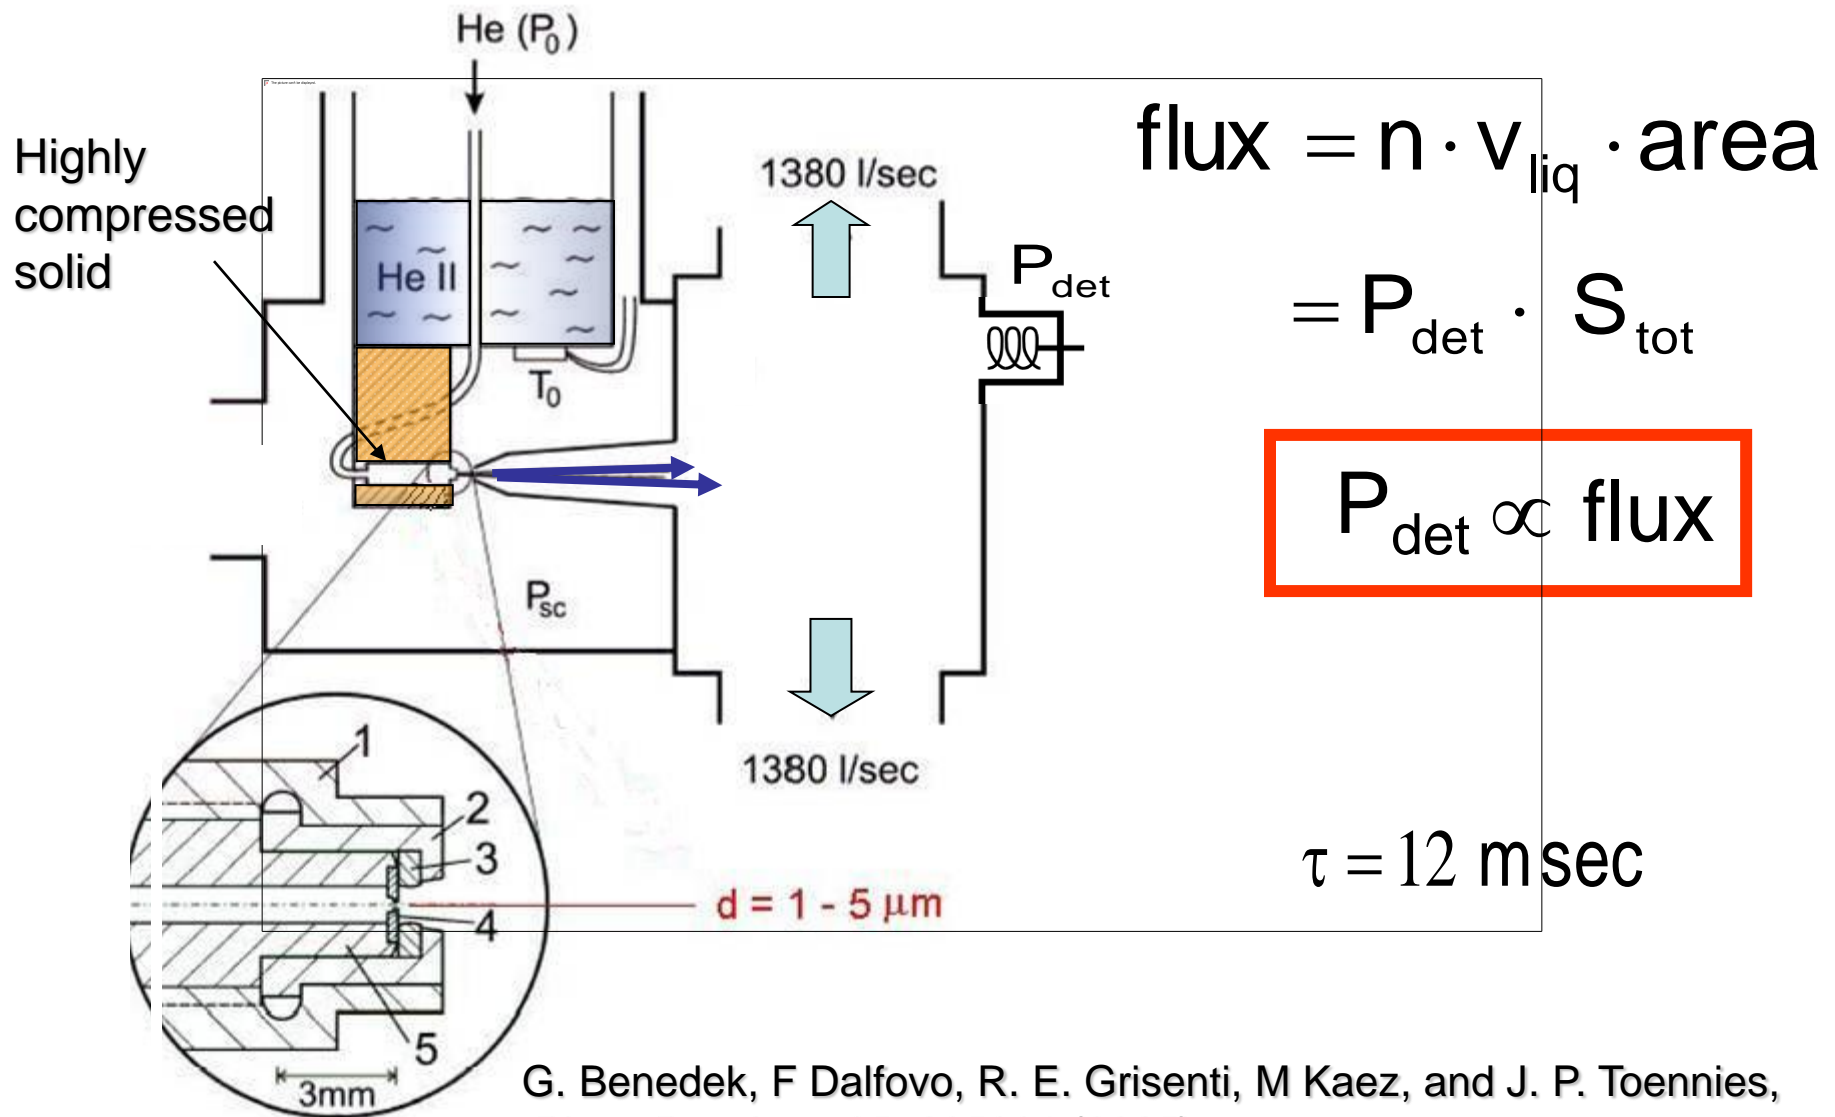 He (P0)
Highly
compressed
solid
1380 l/sec
flux = n · vliq · area
He II
Pdet
= Pdet · Stot
T0
Pdet ∝ flux
Psc
1380 l/sec
1
2
3
4
5
τ = 12 msec
d = 1 - 5 μm
3mm
G. Benedek, F Dalfovo, R. E. Grisenti, M Kaez, and J. P. Toennies,